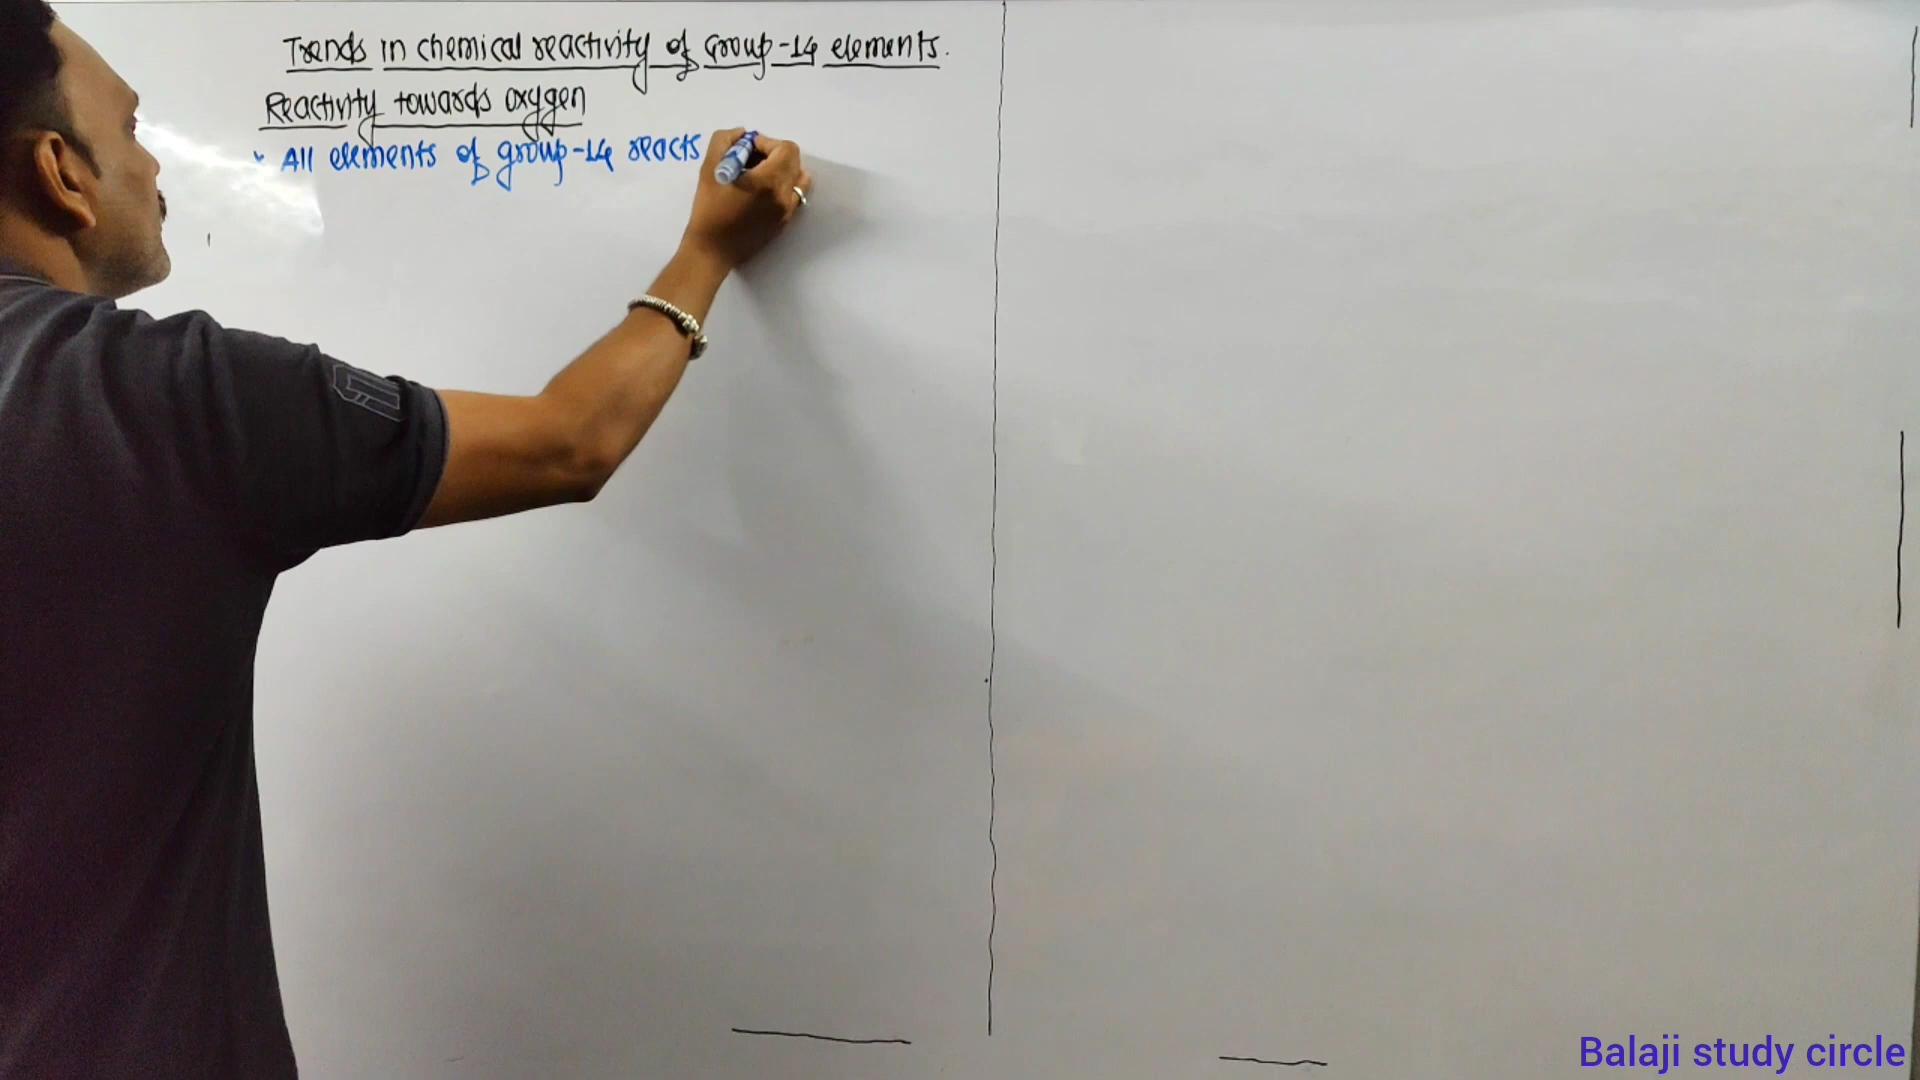 Trends in chemical reactivity of Group-14 elements.
Reactivity towards oxygen
* All elements of group-14 reacts
Balaji study circle